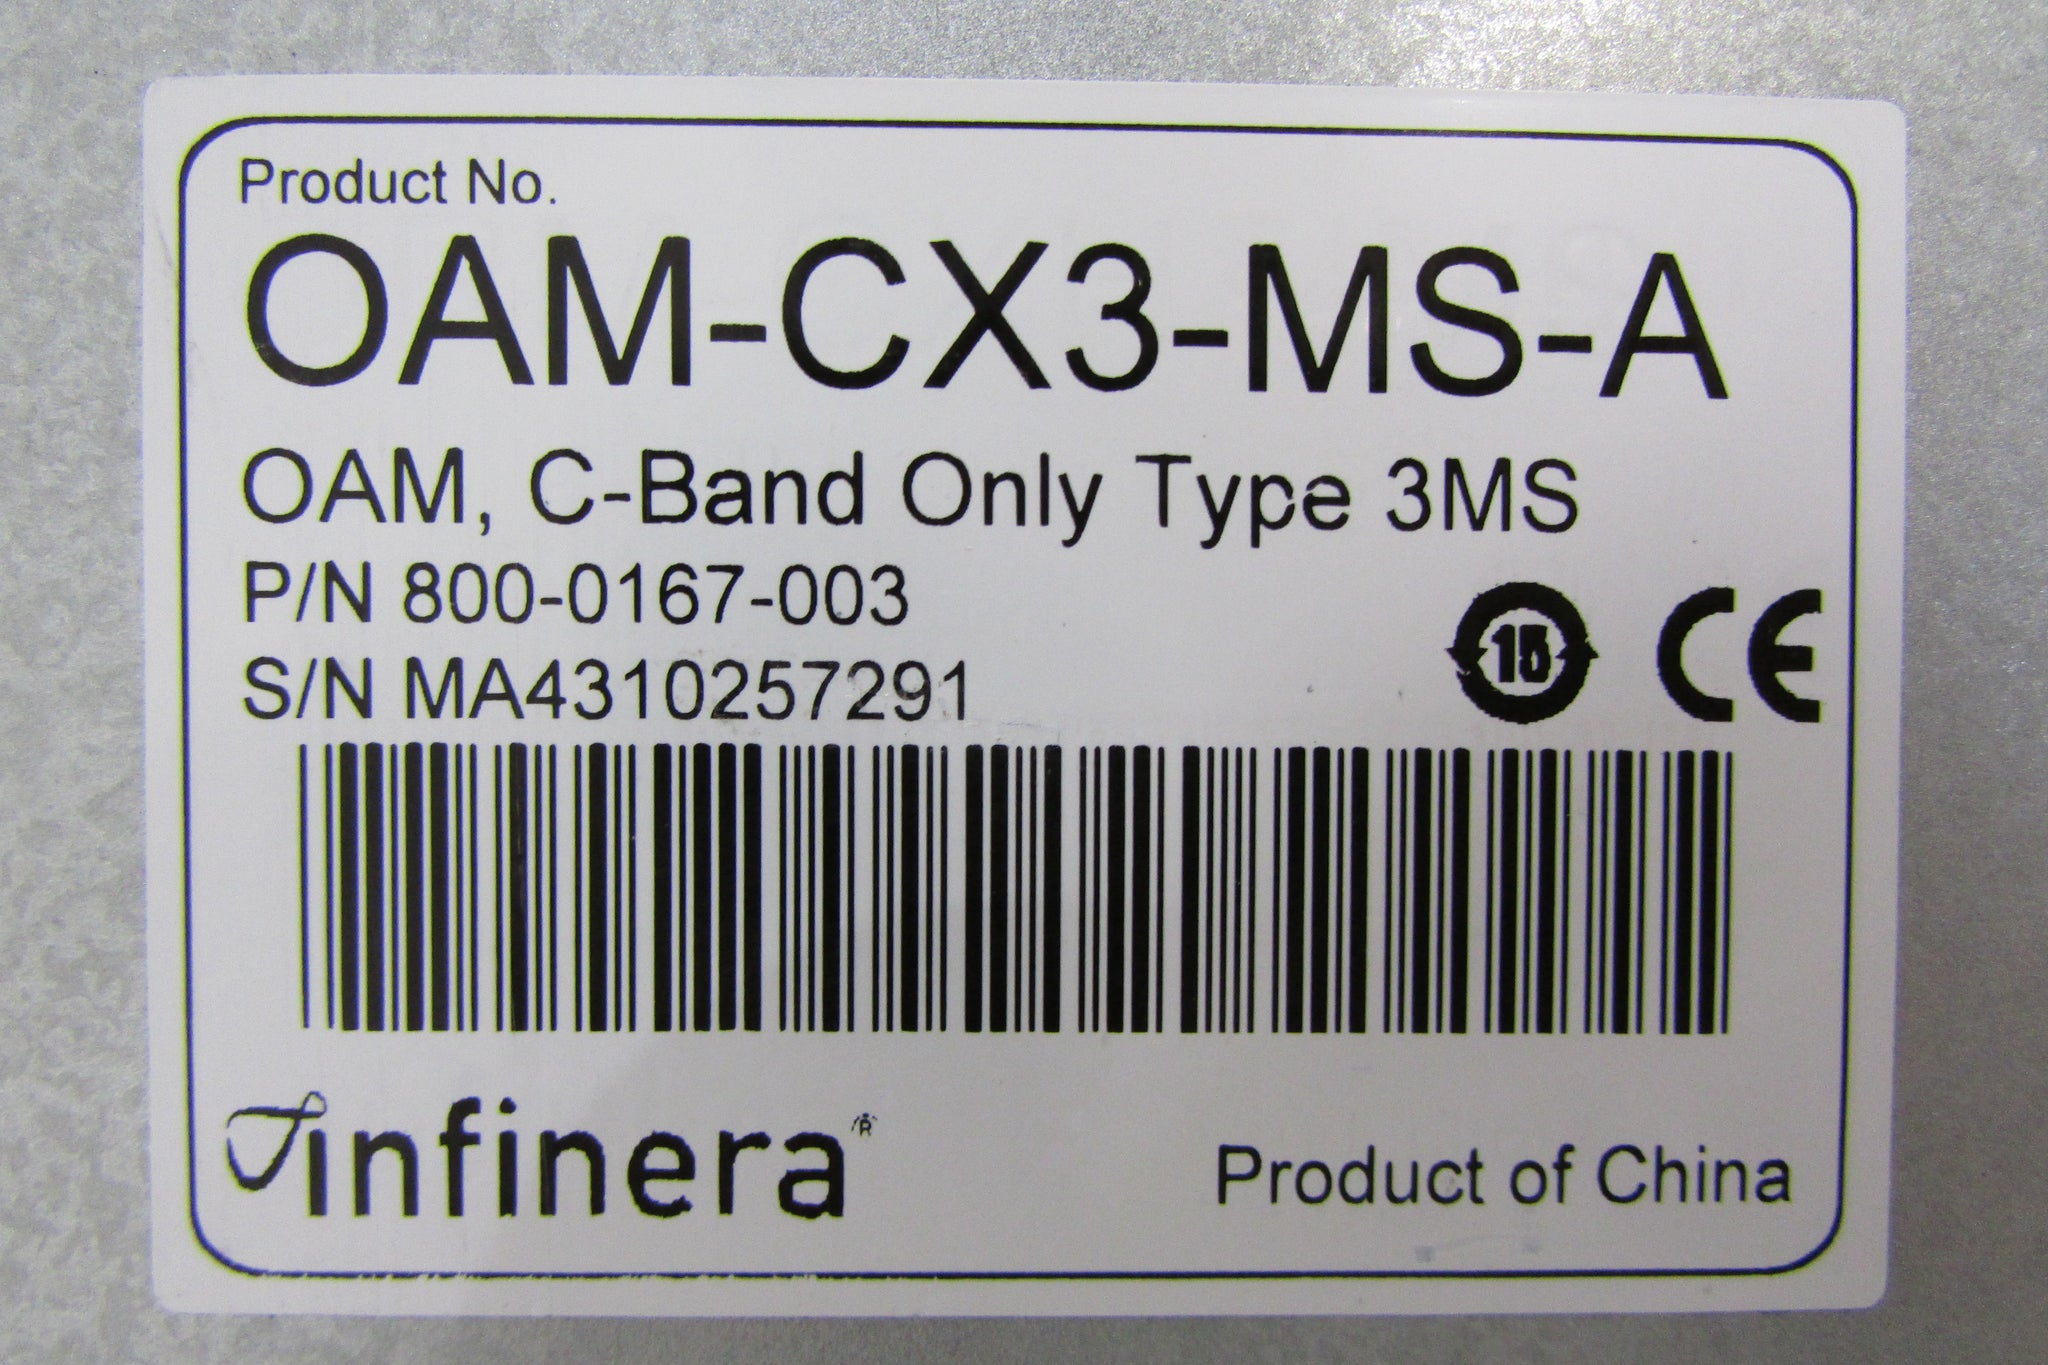 Product No.
OAM-CX3-MS-A
OAM, C-Band Only Type 3MS
P/N 800-0167-003
S/N MA4310257291
15
CE
infinera®
Product of China